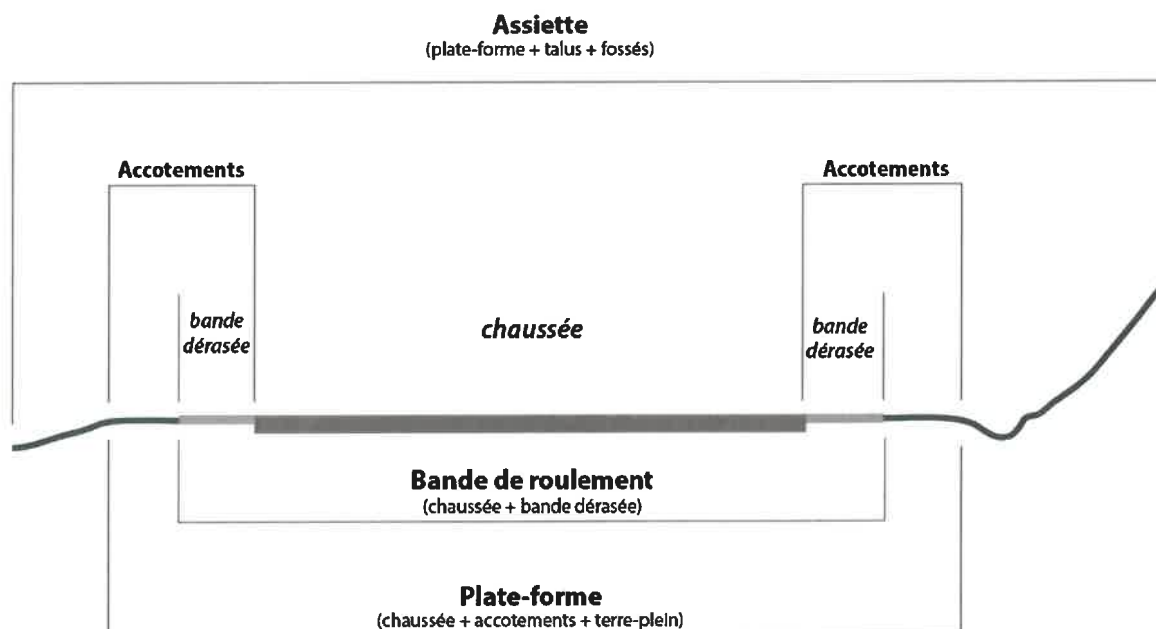 Assiette
(plate-forme + talus + fossés)
Accotements
Accotements
bande
dérasée
chaussée
bande
dérasée
Bande de roulement
(chaussée + bande dérasée)
Plate-forme
(chaussée + accotements + terre-plein)